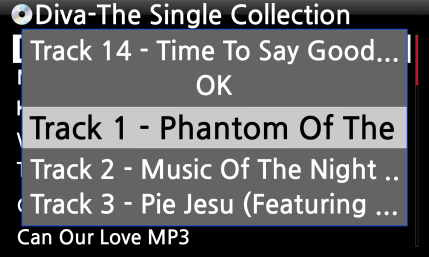 Diva-The Single Collection
Track 14 - Time To Say Good...
OK
Track 1 - Phantom Of The
Track 2 - Music Of The Night ..
Track 3 - Pie Jesu (Featuring ...
Can Our Love MP3